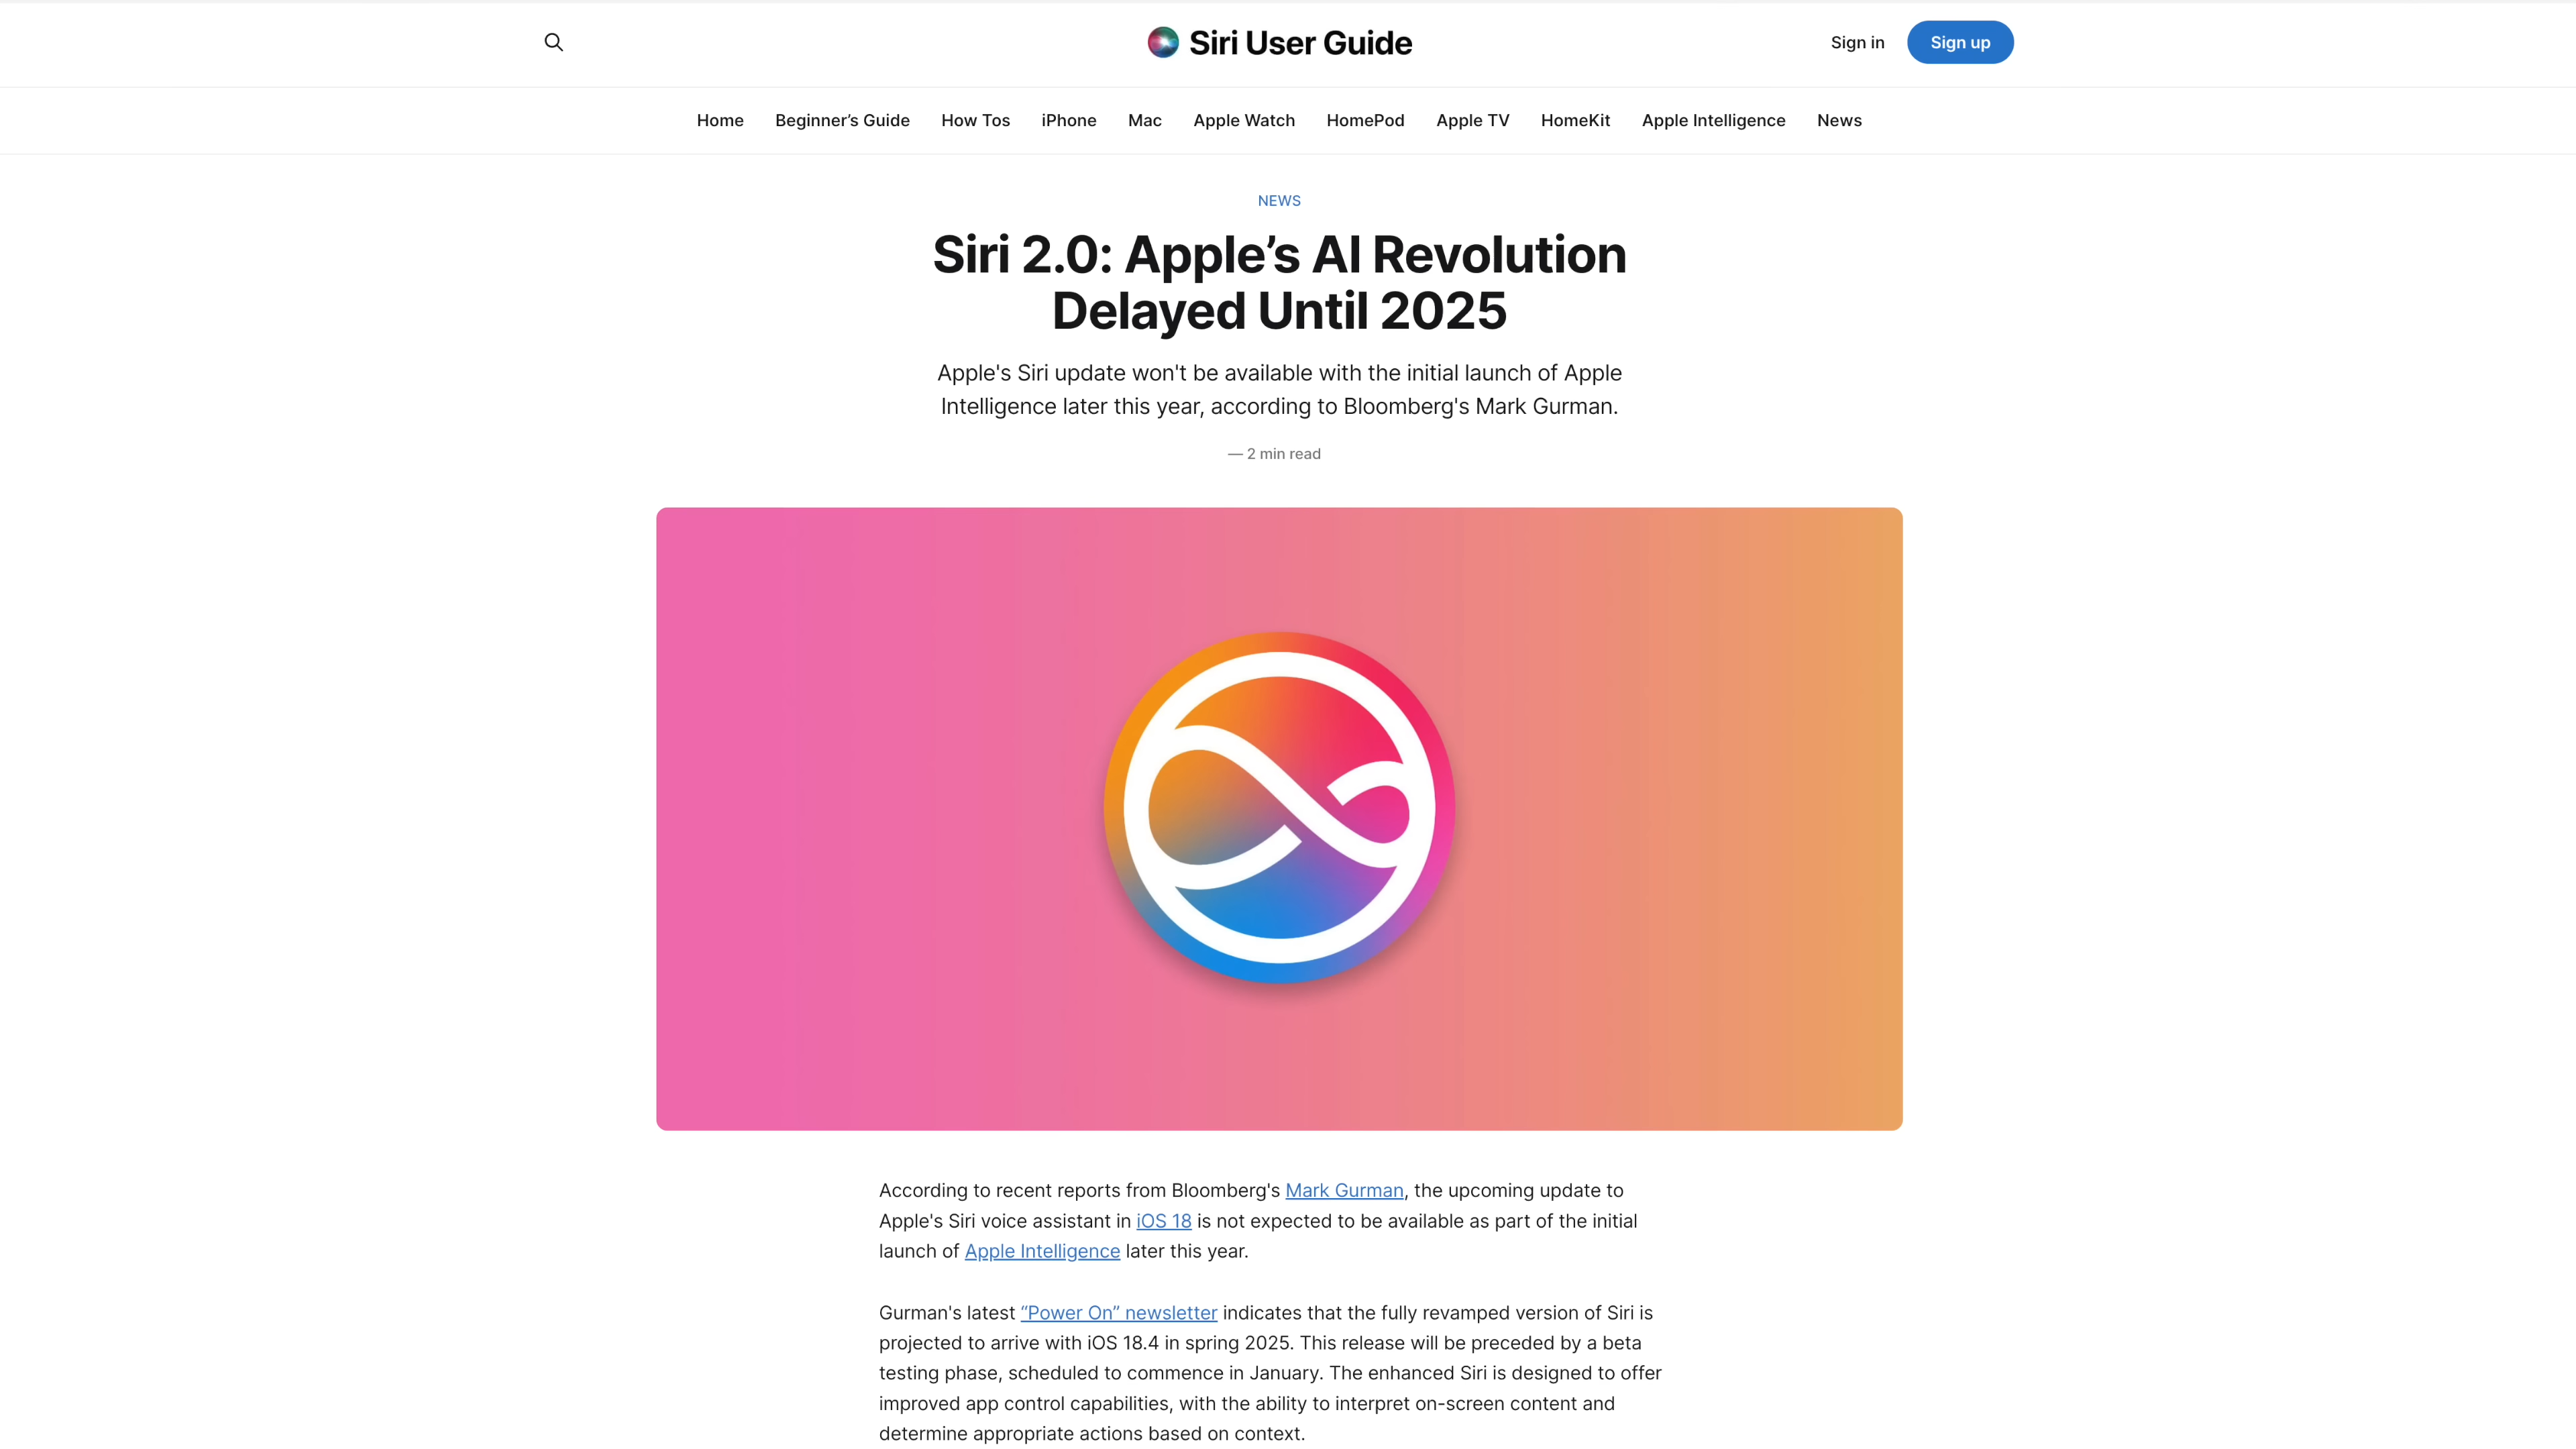 Siri User Guide
Sign in
Sign up
Home Beginner’s Guide How Tos iPhone Mac Apple Watch HomePod Apple TV HomeKit Apple Intelligence News
NEWS
Siri 2.0: Apple’s AI Revolution
Delayed Until 2025
Apple's Siri update won't be available with the initial launch of Apple
Intelligence later this year, according to Bloomberg's Mark Gurman.
— 2 min read
According to recent reports from Bloomberg's Mark Gurman, the upcoming update to
Apple's Siri voice assistant in iOS 18 is not expected to be available as part of the initial
launch of Apple Intelligence later this year.
Gurman's latest “Power On” newsletter indicates that the fully revamped version of Siri is
projected to arrive with iOS 18.4 in spring 2025. This release will be preceded by a beta
testing phase, scheduled to commence in January. The enhanced Siri is designed to offer
improved app control capabilities, with the ability to interpret on-screen content and
determine appropriate actions based on context.